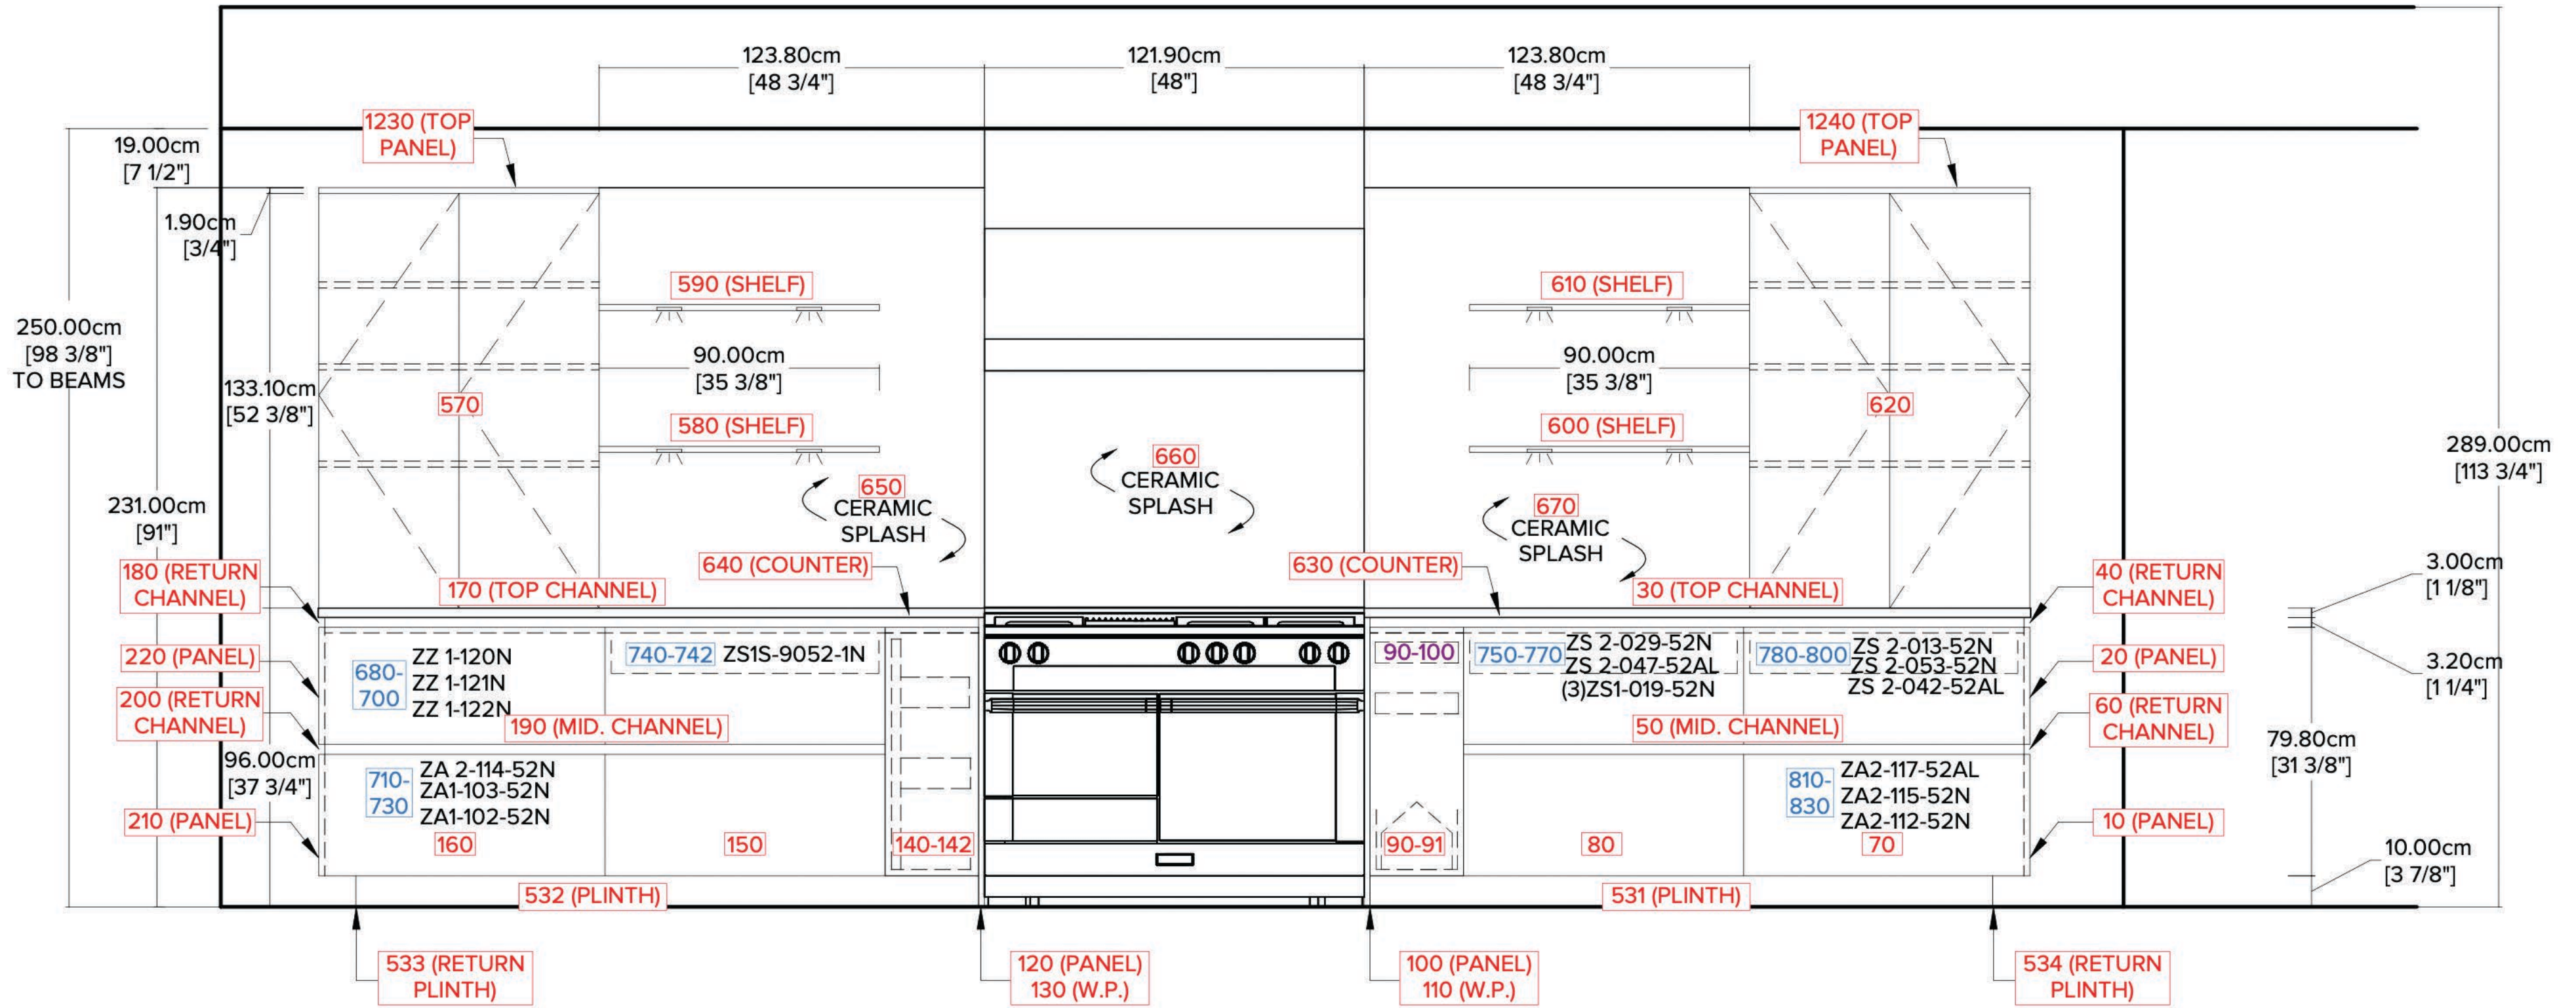 123.80cm
[48 3/4"]
121.90cm
[48"]
123.80cm
[48 3/4"]
1230 (TOP
PANEL)
1240 (TOP
PANEL)
19.00cm
[7 1/2"]
1.90cm
[3/4"]
590 (SHELF)
610 (SHELF)
250.00cm
[98 3/8"]
TO BEAMS
90.00cm
[35 3/8"]
90.00cm
[35 3/8"]
133.10cm
[52 3/8"]
570
620
580 (SHELF)
600 (SHELF)
289.00cm
[113 3/4"]
660
CERAMIC
SPLASH
650
CERAMIC
SPLASH
670
CERAMIC
SPLASH
231.00cm
[91"]
180 (RETURN
CHANNEL)
170 (TOP CHANNEL)
640 (COUNTER)
630 (COUNTER)
30 (TOP CHANNEL)
40 (RETURN
CHANNEL)
3.00cm
[1 1/8"]
220 (PANEL)
680-
700
ZZ 1-120N
ZZ 1-121N
ZZ 1-122N
740-742
ZS1S-9052-1N
90-100
750-770
ZS 2-029-52N
ZS 2-047-52AL
(3)ZS1-019-52N
780-800
ZS 2-013-52N
ZS 2-053-52N
ZS 2-042-52AL
20 (PANEL)
3.20cm
[1 1/4"]
200 (RETURN
CHANNEL)
190 (MID. CHANNEL)
50 (MID. CHANNEL)
60 (RETURN
CHANNEL)
96.00cm
[37 3/4"]
710-
730
ZA 2-114-52N
ZA1-103-52N
ZA1-102-52N
810-
830
ZA2-117-52AL
ZA2-115-52N
ZA2-112-52N
79.80cm
[31 3/8"]
210 (PANEL)
160
150
140-142
90-91
80
70
10 (PANEL)
10.00cm
[3 7/8"]
532 (PLINTH)
531 (PLINTH)
533 (RETURN
PLINTH)
120 (PANEL)
130 (W.P.)
100 (PANEL)
110 (W.P.)
534 (RETURN
PLINTH)